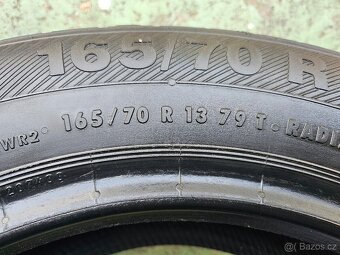 165/70 R
WR2 165/70 R 13 79 T · RADIA
Bazos.cz